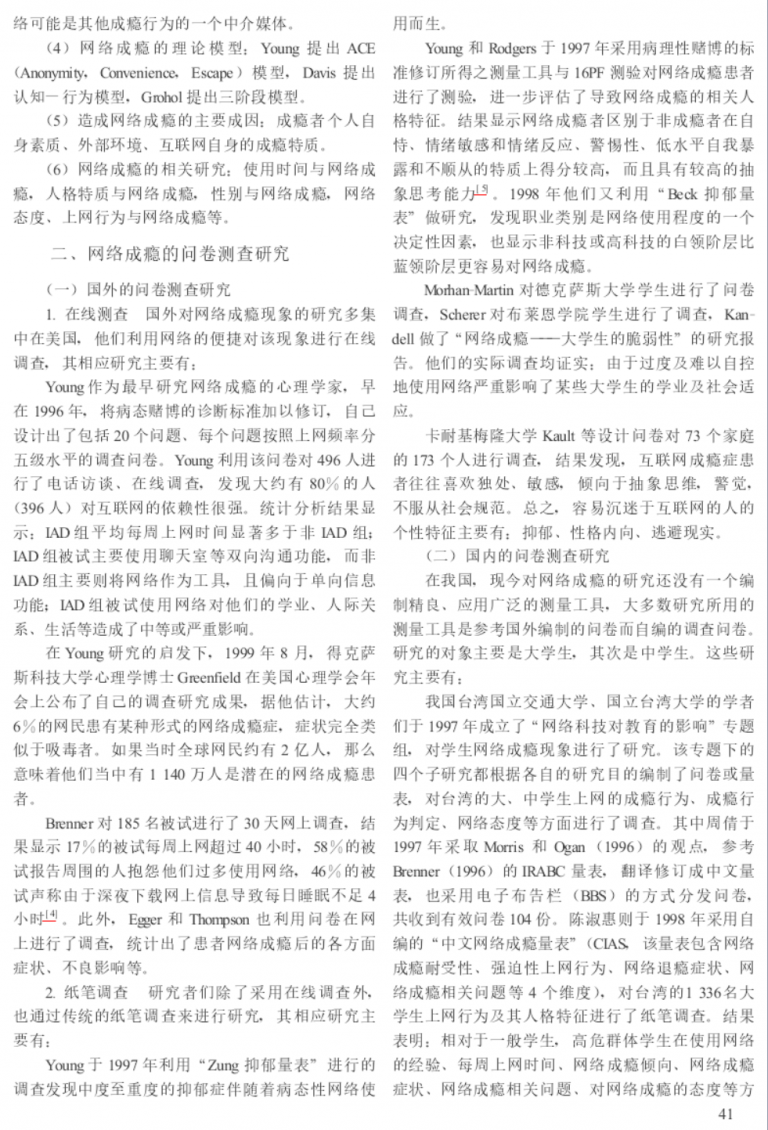 络可能是其他成瘾行为的一个中介媒体。
（4）网络成瘾的理论模型：Young 提出 ACE
(Anonymity, Convenience, Escape) 模型，Davis 提出
认知—行为模型，Grohol 提出三阶段模型。
（5）造成网络成瘾的主要成因：成瘾者个人自
身素质、外部环境、互联网自身的成瘾特质。
（6）网络成瘾的相关研究：使用时间与网络成
瘾，人格特质与网络成瘾，性别与网络成瘾，网络
态度、上网行为与网络成瘾等。
二、网络成瘾的问卷测查研究
（一）国外的问卷测查研究
1. 在线测查 国外对网络成瘾现象的研究多集
中在美国，他们利用网络的便捷对该现象进行在线
调查，其相应研究主要有：
Young 作为最早研究网络成瘾的心理学家，早
在 1996 年，将病态赌博的诊断标准加以修订，自己
设计出了包括 20 个问题、每个问题按照上网频率分
五级水平的调查问卷。Young 利用该问卷对 496 人进
行了电话访谈、在线调查，发现大约有 80%的人
（396 人）对互联网的依赖性很强。统计分析结果显
示：IAD 组平均每周上网时间显著多于非 IAD 组；
IAD 组被试主要使用聊天室等双向沟通功能，而非
IAD 组主要则将网络作为工具，且偏向于单向信息
功能；IAD 组被试使用网络对他们的学业、人际关
系、生活等造成了中等或严重影响。
在 Young 研究的启发下，1999 年 8 月，得克萨
斯科技大学心理学博士 Greenfield 在美国心理学会年
会上公布了自己的调查研究成果，据他估计，大约
6%的网民患有某种形式的网络成瘾症，症状完全类
似于吸毒者。如果当时全球网民约有 2 亿人，那么
意味着他们当中有 1 140 万人是潜在的网络成瘾患
者。
Brenner 对 185 名被试进行了 30 天网上调查，结
果显示 17%的被试每周上网超过 40 小时，58%的被
试报告周围的人抱怨他们过多使用网络，46%的被
试声称由于深夜下载网上信息导致每日睡眠不足 4
小时[4]。此外，Egger 和 Thompson 也利用问卷在网
上进行了调查，统计出了患者网络成瘾后的各方面
症状、不良影响等。
2. 纸笔调查 研究者们除了采用在线调查外，
也通过传统的纸笔调查来进行研究，其相应研究主
要有：
Young 于 1997 年利用“Zung 抑郁量表”进行的
调查发现中度至重度的抑郁症伴随着病态性网络使
用而生。
Young 和 Rodgers 于 1997 年采用病理性赌博的标
准修订所得之测量工具与 16PF 测验对网络成瘾患者
进行了测验，进一步评估了导致网络成瘾的相关人
格特征。结果显示网络成瘾者区别于非成瘾者在自
恃、情绪敏感和情绪反应、警惕性、低水平自我暴
露和不顺从的特质上得分较高，而且具有较高的抽
象思考能力[5]。1998 年他们又利用“Beck 抑郁量
表”做研究，发现职业类别是网络使用程度的一个
决定性因素，也显示非科技或高科技的白领阶层比
蓝领阶层更容易对网络成瘾。
Morhan-Martin 对德克萨斯大学学生进行了问卷
调查，Scherer 对布莱恩学院学生进行了调查，Kan-
dell 做了“网络成瘾——大学生的脆弱性”的研究报
告。他们的实际调查均证实：由于过度及难以自控
地使用网络严重影响了某些大学生的学业及社会适
应。
卡耐基梅隆大学 Kault 等设计问卷对 73 个家庭
的 173 个人进行调查，结果发现，互联网成瘾症患
者往往喜欢独处、敏感，倾向于抽象思维，警觉，
不服从社会规范。总之，容易沉迷于互联网的人的
个性特征主要有：抑郁、性格内向、逃避现实。
（二）国内的问卷测查研究
在我国，现今对网络成瘾的研究还没有一个编
制精良、应用广泛的测量工具，大多数研究所用的
测量工具是参考国外编制的问卷而自编的调查问卷。
研究的对象主要是大学生，其次是中学生。这些研
究主要有：
我国台湾国立交通大学、国立台湾大学的学者
们于 1997 年成立了“网络科技对教育的影响”专题
组，对学生网络成瘾现象进行了研究。该专题下的
四个子研究都根据各自的研究目的编制了问卷或量
表，对台湾的大、中学生上网的成瘾行为、成瘾行
为判定、网络态度等方面进行了调查。其中周倩于
1997 年采取 Morris 和 Ogan （1996）的观点，参考
Brenner（1996）的 IRABC 量表，翻译修订成中文量
表，也采用电子布告栏（BBS）的方式分发问卷，
共收到有效问卷 104 份。陈淑惠则于 1998 年采用自
编的“中文网络成瘾量表”（CIAS，该量表包含网络
成瘾耐受性、强迫性上网行为、网络退瘾症状、网
络成瘾相关问题等 4 个维度），对台湾的1 336名大
学生上网行为及其人格特征进行了纸笔调查。结果
表明：相对于一般学生，高危群体学生在使用网络
的经验、每周上网时间、网络成瘾倾向、网络成瘾
症状、网络成瘾相关问题、对网络成瘾的态度等方
41